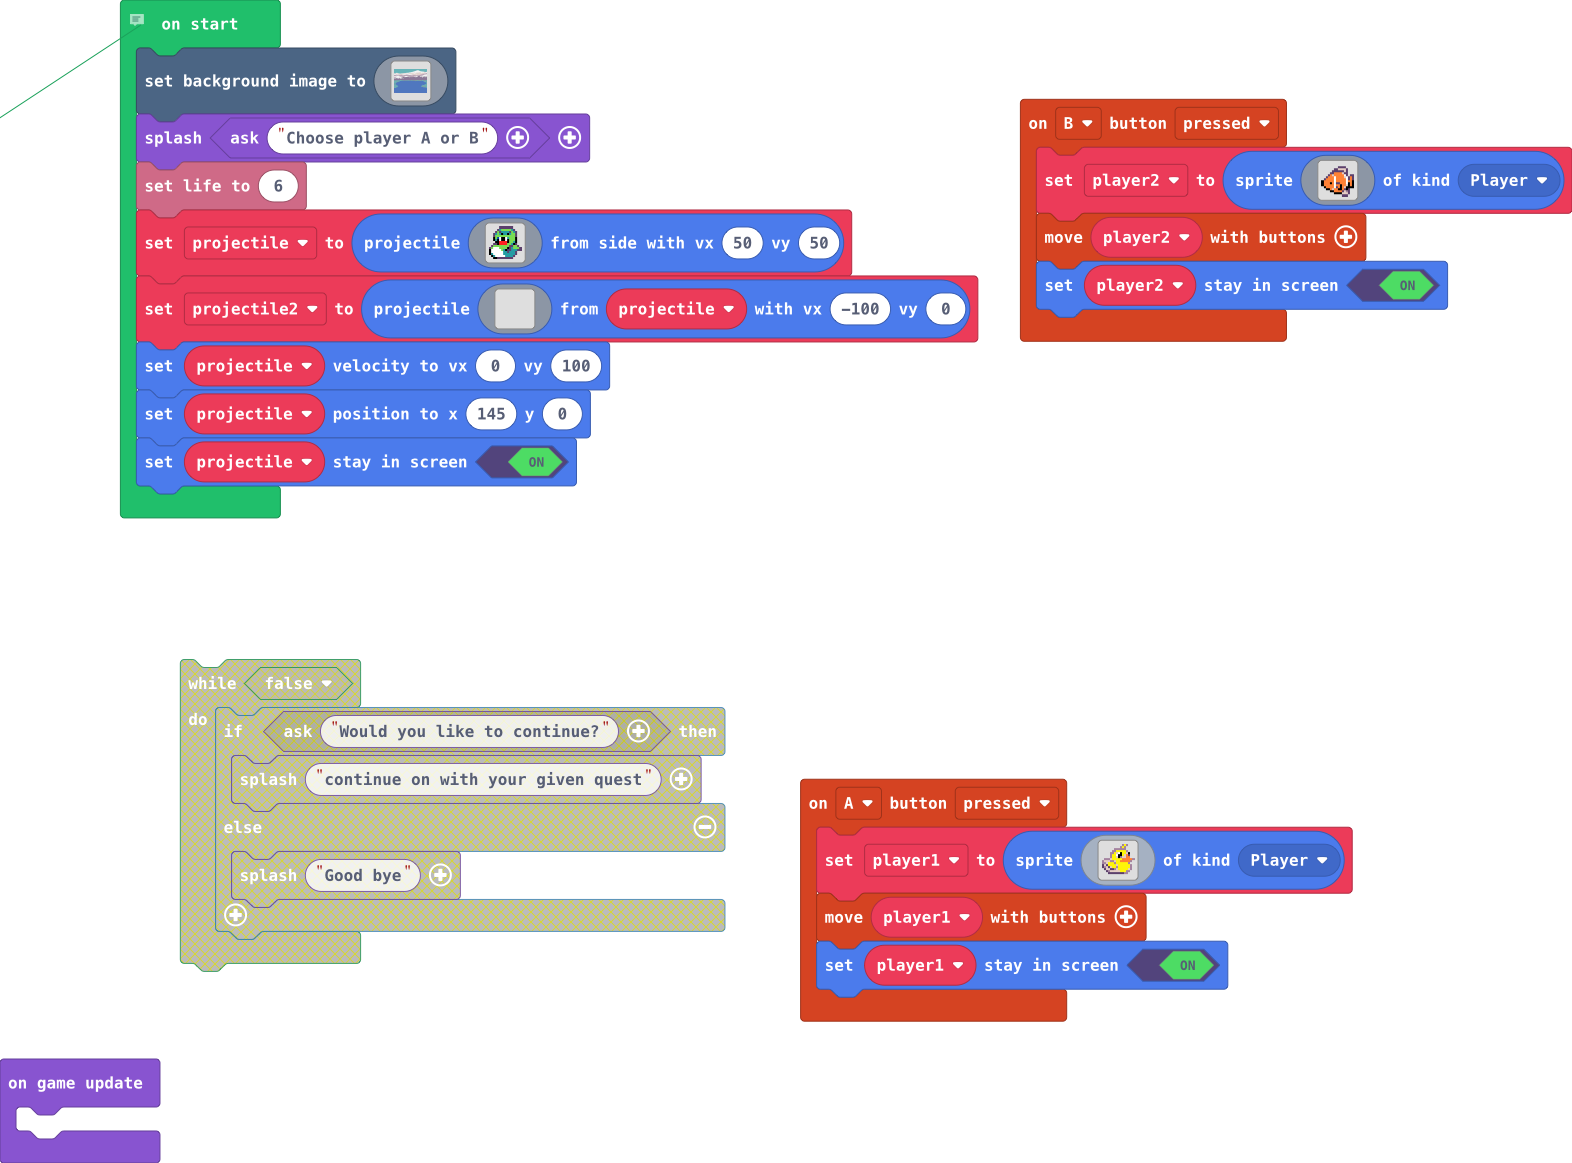 on start
set background image to
splash ask "Choose player A or B"
set life to 6
set projectile to projectile from side with vx 50 vy 50
set projectile2 to projectile from projectile with vx -100 vy 0
set projectile velocity to vx 0 vy 100
set projectile position to x 145 y 0
set projectile stay in screen ON
on B button pressed
set player2 to sprite of kind Player
move player2 with buttons
set player2 stay in screen ON
while false
do
if ask "Would you like to continue?" then
splash "continue on with your given quest"
else
splash "Good bye"
on A button pressed
set player1 to sprite of kind Player
move player1 with buttons
set player1 stay in screen ON
on game update